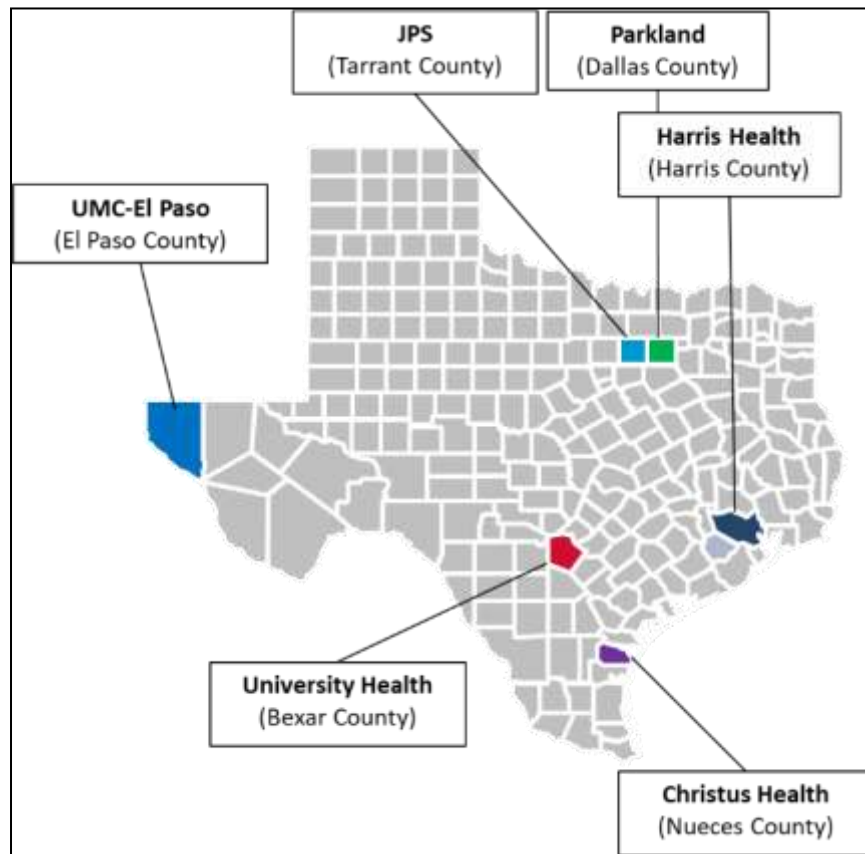 JPS
(Tarrant County)
Parkland
(Dallas County)
Harris Health
(Harris County)
UMC-El Paso
(El Paso County)
University Health
(Bexar County)
Christus Health
(Nueces County)